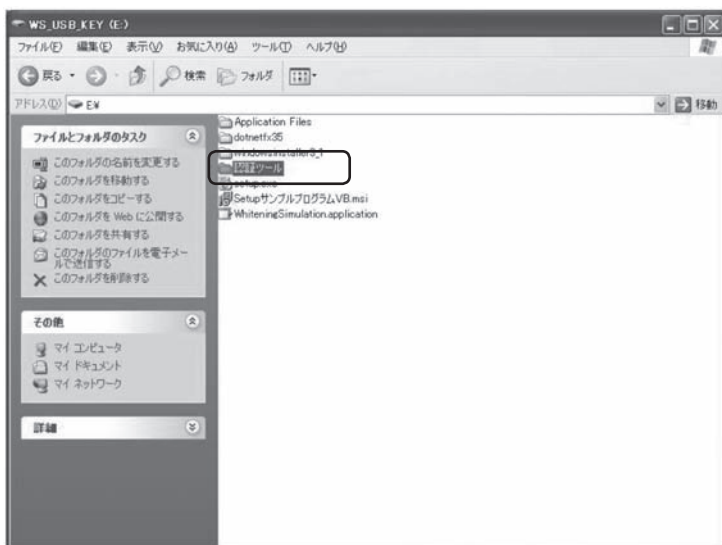 WS_USB_KEY (E:)
ファイル(F) 編集(E) 表示(V) お気に入り(A) ツール(T) ヘルプ(H)
戻る 検索 フォルダ
アドレス(D) E:¥ 移動
ファイルとフォルダのタスク
このフォルダの名前を変更する
このフォルダを移動する
このフォルダをコピーする
このフォルダを Web に公開する
このフォルダを共有する
このフォルダのファイルを電子メー
ルで送信する
このフォルダを削除する
その他
マイ コンピュータ
マイ ドキュメント
マイ ネットワーク
詳細
Application Files
dotnetfx35
windowsinstaller3_1
認証ツール
setup.exe
SetupサンプルプログラムVB.msi
WhiteningSimulation.application